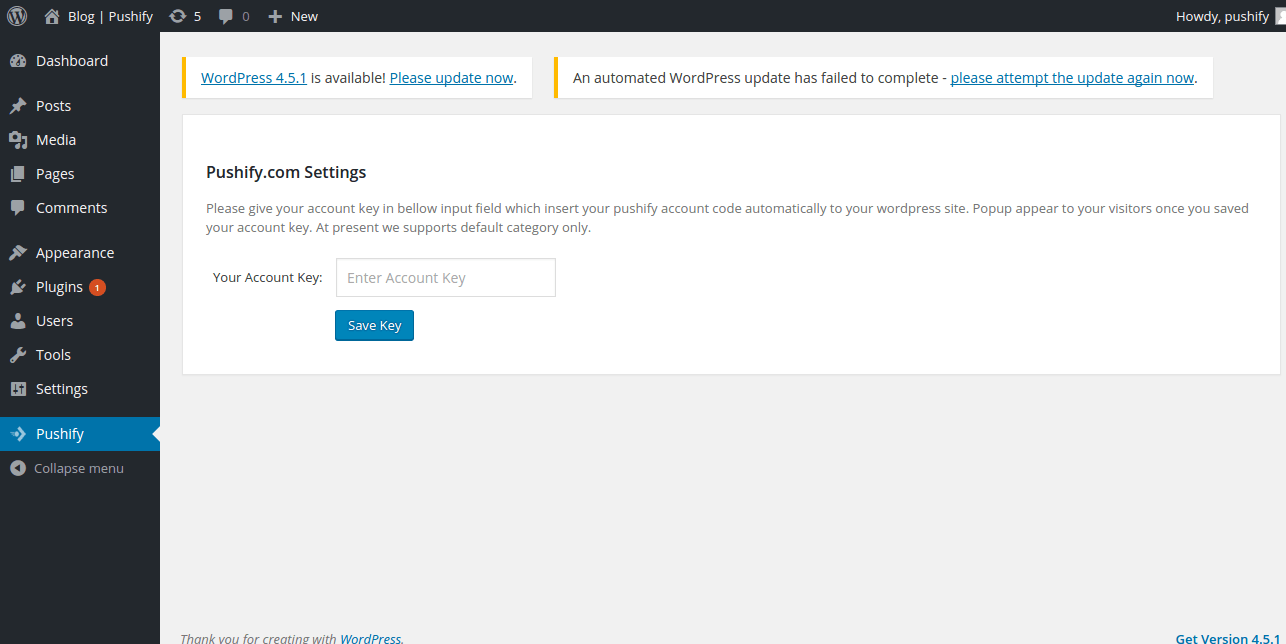 Blog | Pushify 5 0 New Howdy, pushify
Dashboard
Posts
Media
Pages
Comments
Appearance
Plugins 1
Users
Tools
Settings
Pushify
Collapse menu
WordPress 4.5.1 is available! Please update now.
An automated WordPress update has failed to complete - please attempt the update again now.
Pushify.com Settings
Please give your account key in bellow input field which insert your pushify account code automatically to your wordpress site. Popup appear to your visitors once you saved
your account key. At present we supports default category only.
Your Account Key: Enter Account Key
Save Key
Thank you for creating with WordPress. Get Version 4.5.1